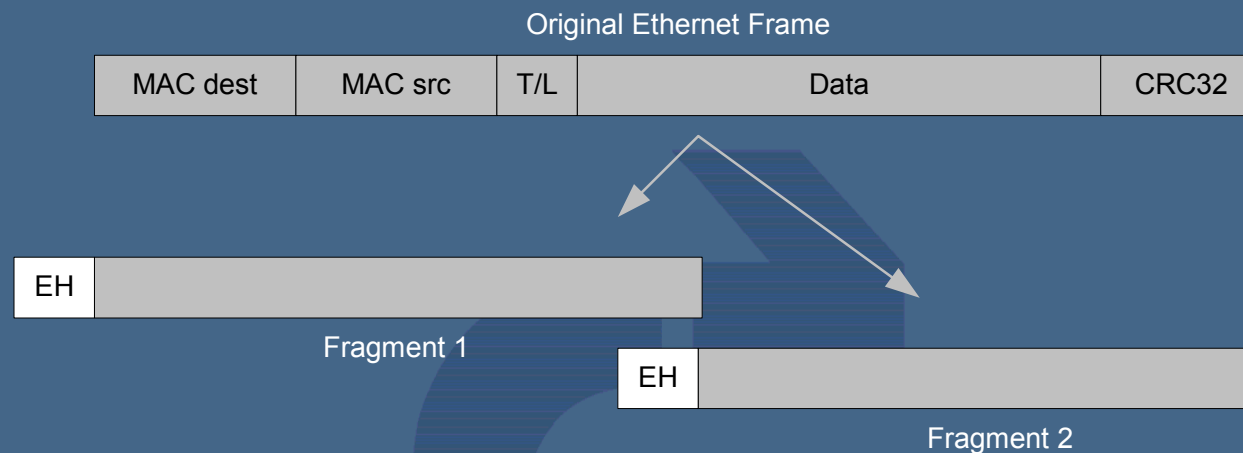 Original Ethernet Frame
MAC dest MAC src T/L Data CRC32
EH
Fragment 1
EH
Fragment 2